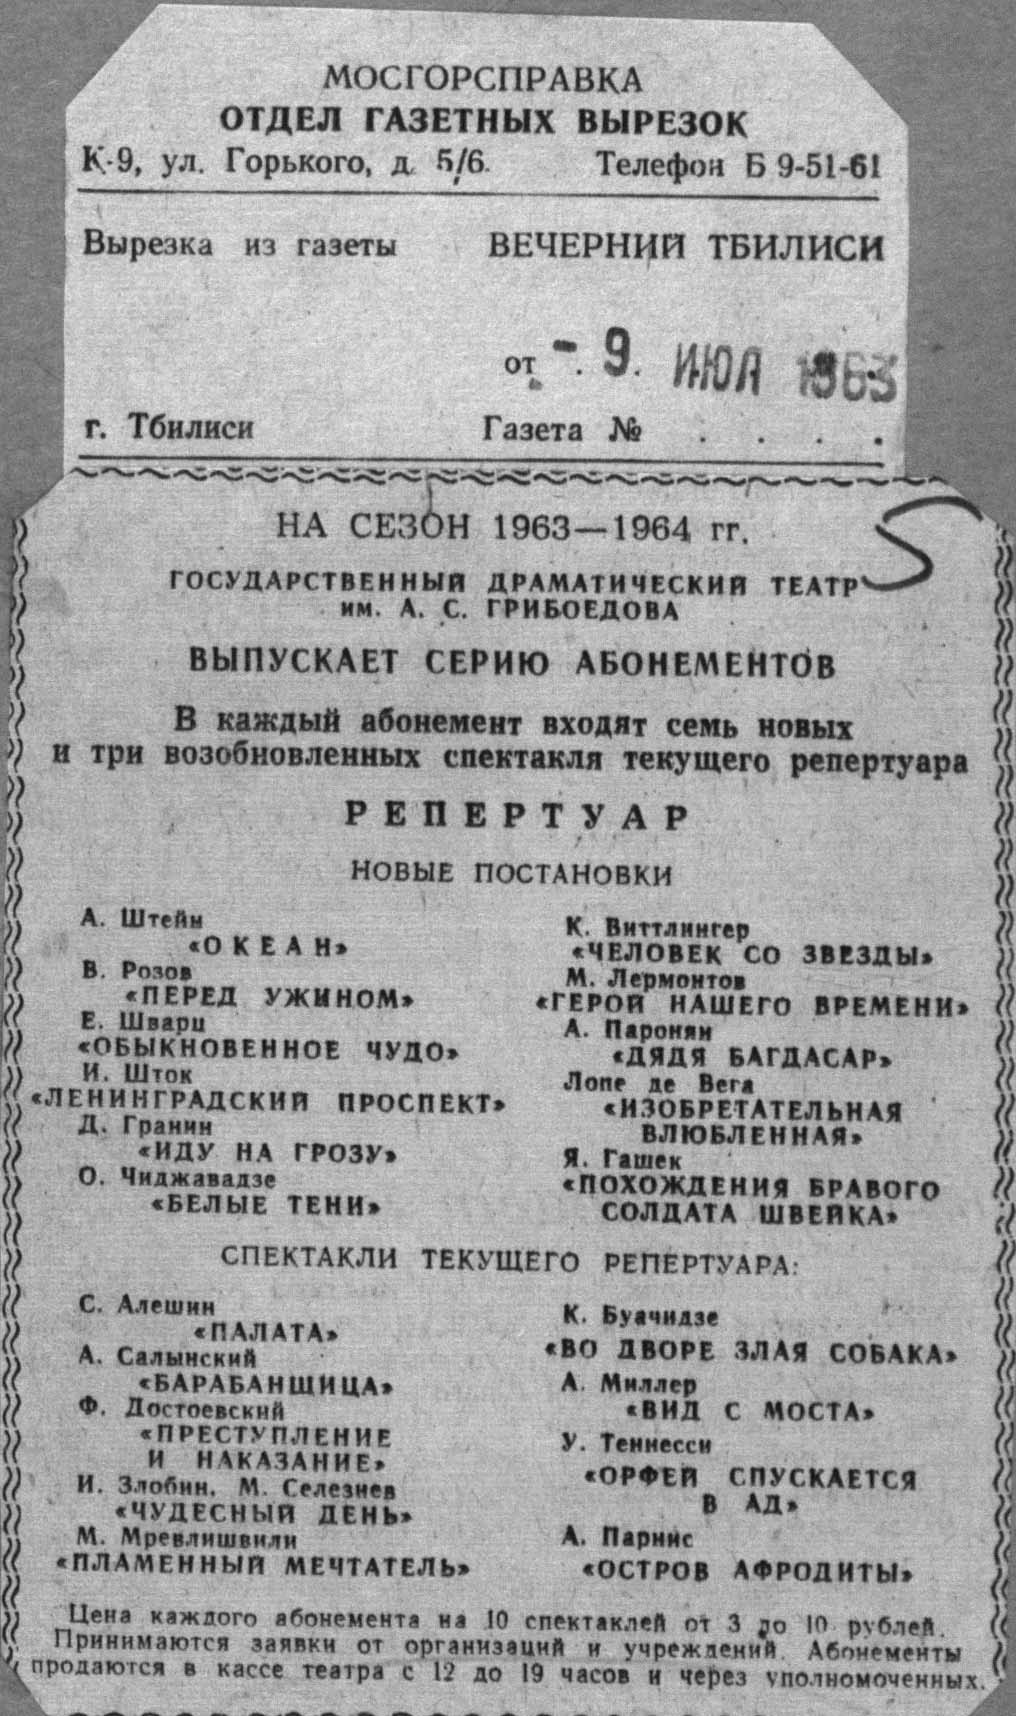 МОСГОРСПРАВКА
ОТДЕЛ ГАЗЕТНЫХ ВЫРЕЗОК
К-9, ул. Горького, д. 5/6. Телефон Б 9-51-61
Вырезка из газеты ВЕЧЕРНИЙ ТБИЛИСИ
от - 9. ИЮЛ 1963
г. Тбилиси Газета № . . . .
НА СЕЗОН 1963—1964 гг.
5
ГОСУДАРСТВЕННЫЙ ДРАМАТИЧЕСКИЙ ТЕАТР
им. А. С. ГРИБОЕДОВА
ВЫПУСКАЕТ СЕРИЮ АБОНЕМЕНТОВ
В каждый абонемент входят семь новых
и три возобновленных спектакля текущего репертуара
РЕПЕРТУАР
НОВЫЕ ПОСТАНОВКИ
А. Штейн
«ОКЕАН»
В. Розов
«ПЕРЕД УЖИНОМ»
Е. Шварц
«ОБЫКНОВЕННОЕ ЧУДО»
И. Шток
«ЛЕНИНГРАДСКИЙ ПРОСПЕКТ»
Д. Гранин
«ИДУ НА ГРОЗУ»
О. Чиджавадзе
«БЕЛЫЕ ТЕНИ»
К. Виттлингер
«ЧЕЛОВЕК СО ЗВЕЗДЫ»
М. Лермонтов
«ГЕРОЙ НАШЕГО ВРЕМЕНИ»
А. Паронян
«ДЯДЯ БАГДАСАР»
Лопе де Вега
«ИЗОБРЕТАТЕЛЬНАЯ
ВЛЮБЛЕННАЯ»
Я. Гашек
«ПОХОЖДЕНИЯ БРАВОГО
СОЛДАТА ШВЕЙКА»
СПЕКТАКЛИ ТЕКУЩЕГО РЕПЕРТУАРА:
С. Алешин
«ПАЛАТА»
А. Салынский
«БАРАБАНЩИЦА»
Ф. Достоевский
«ПРЕСТУПЛЕНИЕ
И НАКАЗАНИЕ»
И. Злобин, М. Селезнев
«ЧУДЕСНЫЙ ДЕНЬ»
М. Мревлишвили
«ПЛАМЕННЫЙ МЕЧТАТЕЛЬ»
К. Буачидзе
«ВО ДВОРЕ ЗЛАЯ СОБАКА»
А. Миллер
«ВИД С МОСТА»
У. Теннесси
«ОРФЕЙ СПУСКАЕТСЯ
В АД»
А. Парнис
«ОСТРОВ АФРОДИТЫ»
Цена каждого абонемента на 10 спектаклей от 3 до 10 рублей.
Принимаются заявки от организаций и учреждений. Абонементы
продаются в кассе театра с 12 до 19 часов и через уполномоченных.